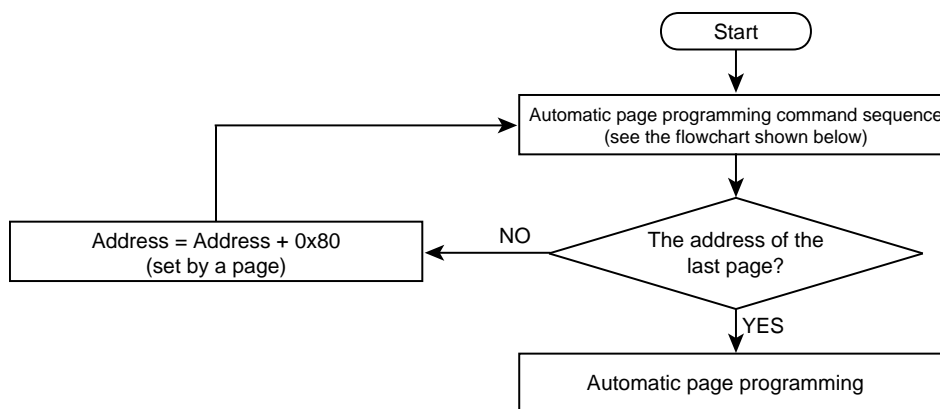 Start
Automatic page programming command sequence
(see the flowchart shown below)
The address of the
last page?
NO
Address = Address + 0x80
(set by a page)
YES
Automatic page programming